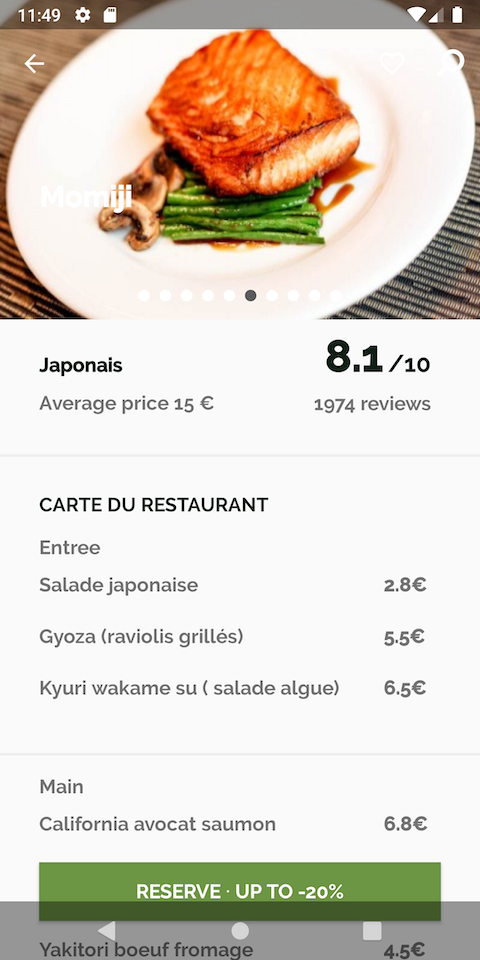 11:49
Momiji
Japonais
8.1/10
Average price 15 €
1974 reviews
CARTE DU RESTAURANT
Entree
Salade japonaise 2.8€
Gyoza (raviolis grillés) 5.5€
Kyuri wakame su ( salade algue) 6.5€
Main
California avocat saumon 6.8€
RESERVE · UP TO -20%
Yakitori boeuf fromage 4.5€